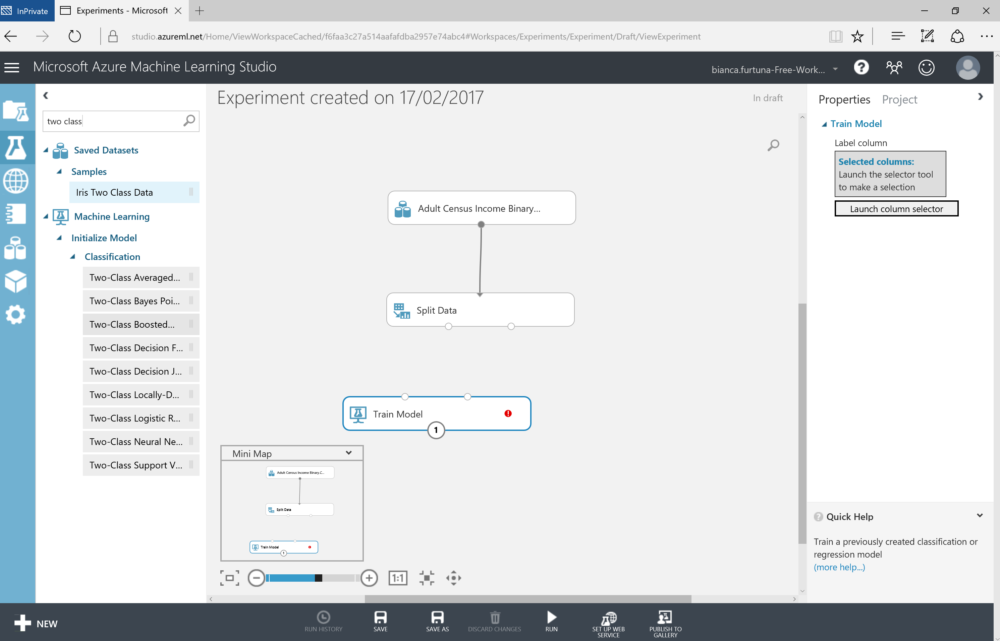 InPrivate
Experiments - Microsoft
studio.azureml.net/Home/ViewWorkspaceCached/f6faa3c27a514aafafdba2957e74abc4#Workspaces/Experiments/Experiment/Draft/ViewExperiment
Microsoft Azure Machine Learning Studio
bianca.furtuna-Free-Work...
Experiment created on 17/02/2017
In draft
two class
Saved Datasets
Samples
Iris Two Class Data
Machine Learning
Initialize Model
Classification
Two-Class Averaged...
Two-Class Bayes Poi...
Two-Class Boosted...
Two-Class Decision F...
Two-Class Decision J...
Two-Class Locally-D...
Two-Class Logistic R...
Two-Class Neural Ne...
Two-Class Support V...
Adult Census Income Binary...
Split Data
Train Model
1
Mini Map
Adult Census Income Binary C...
Split Data
Train Model
1
1:1
Properties
Project
Train Model
Label column
Selected columns:
Launch the selector tool
to make a selection
Launch column selector
Quick Help
Train a previously created classification or
regression model
(more help...)
NEW
RUN HISTORY
SAVE
SAVE AS
DISCARD CHANGES
RUN
SET UP WEB
SERVICE
PUBLISH TO
GALLERY